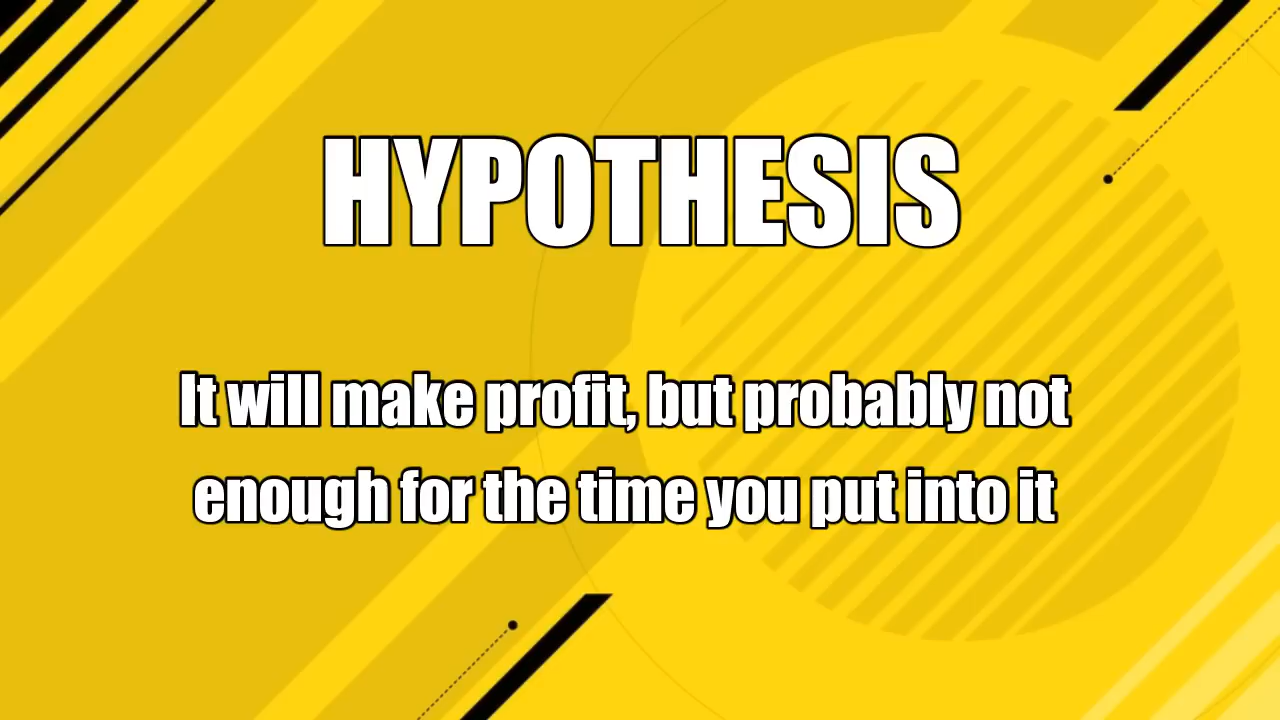 HYPOTHESIS
It will make profit, but probably not
enough for the time you put into it